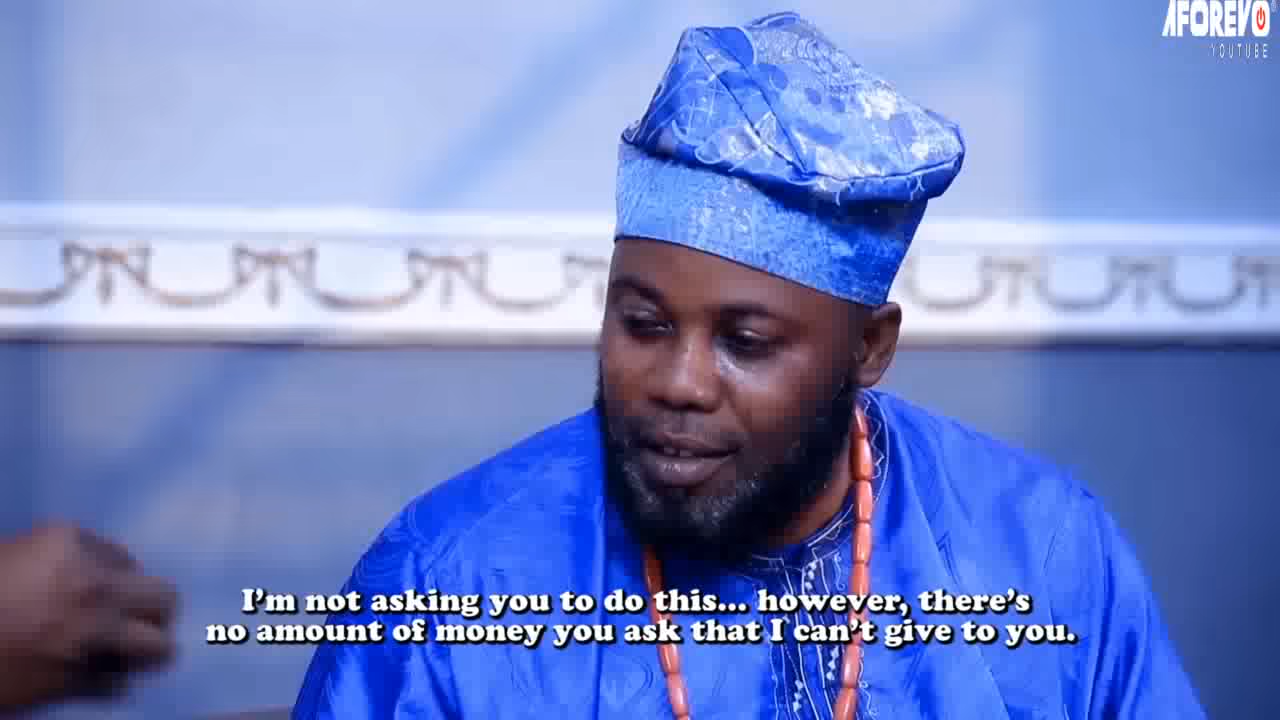 AFOREVO
YOUTUBE
I'm not asking you to do this... however, there's
no amount of money you ask that I can't give to you.